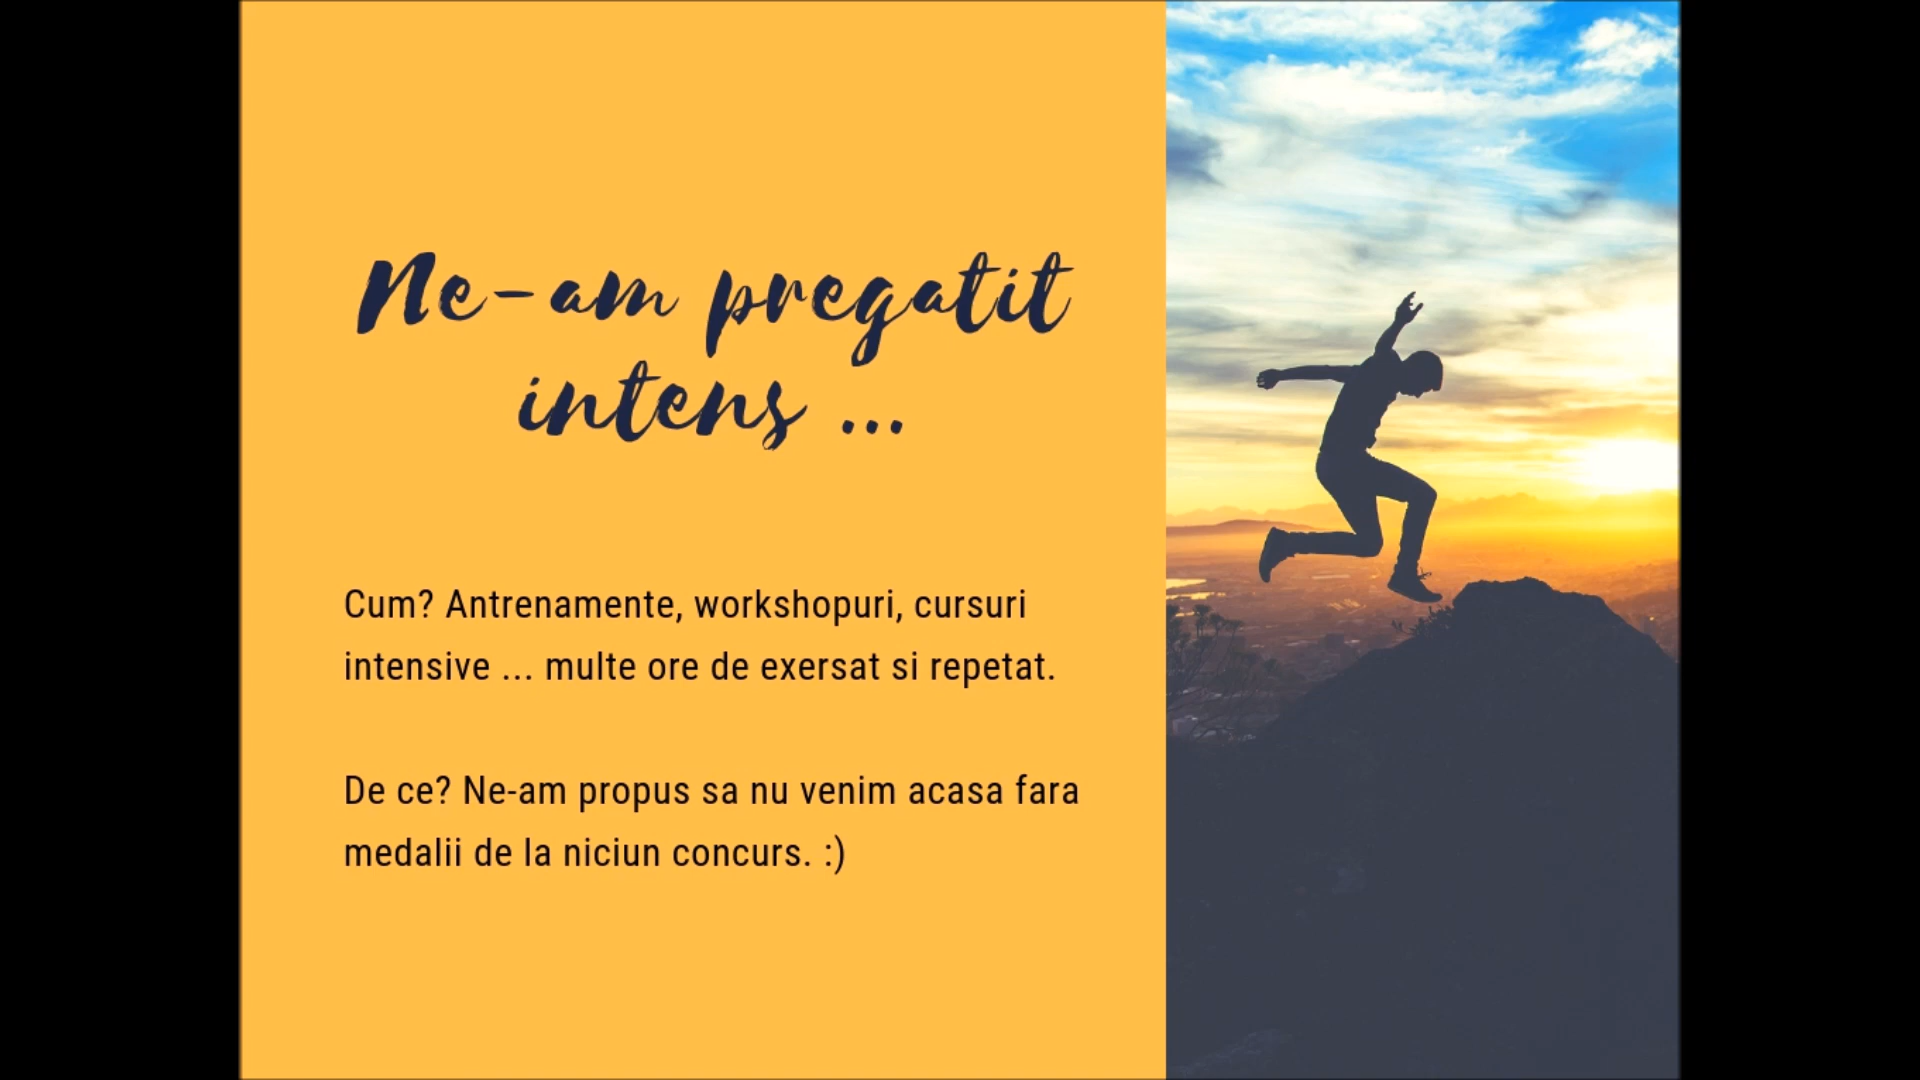 Ne-am pregatit
intens ...
Cum? Antrenamente, workshopuri, cursuri
intensive ... multe ore de exersat si repetat.
De ce? Ne-am propus sa nu venim acasa fara
medalii de la niciun concurs. :)